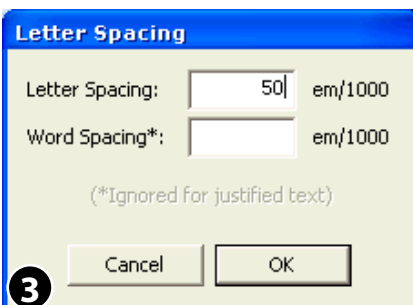 Letter Spacing
Letter Spacing: 50 em/1000
Word Spacing*: em/1000
(*Ignored for justified text)
Cancel OK
3